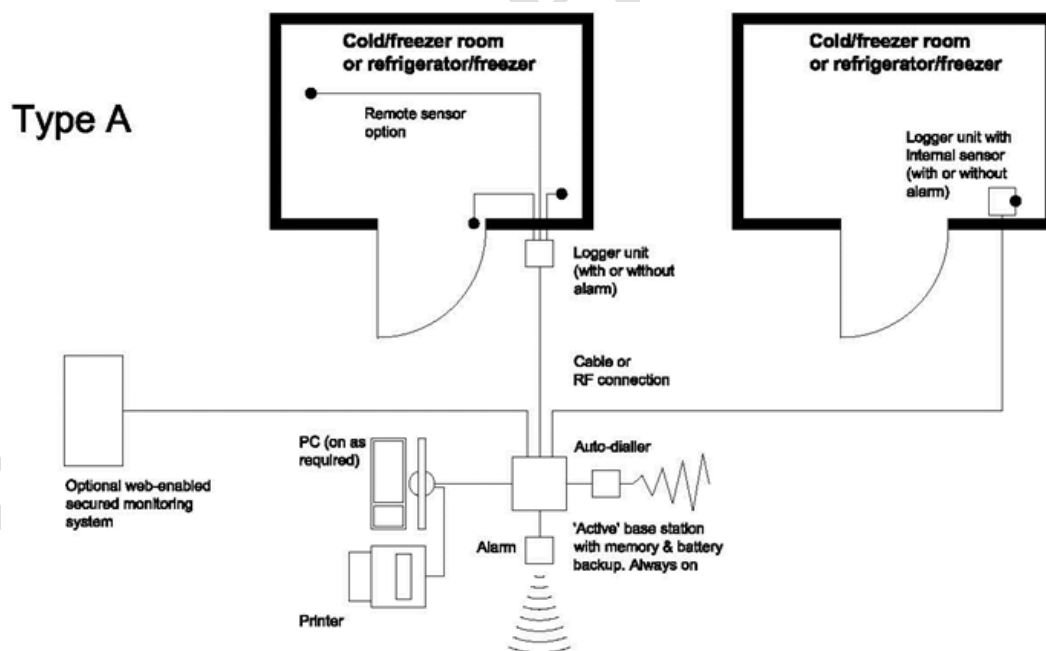 Type A
Cold/freezer room
or refrigerator/freezer
Remote sensor
option
Logger unit
(with or without
alarm)
Cold/freezer room
or refrigerator/freezer
Logger unit with
internal sensor
(with or without
alarm)
Cable or
RF connection
Optional web-enabled
secured monitoring
system
PC (on as
required)
Auto-dialler
'Active' base station
with memory & battery
backup. Always on
Alarm
Printer